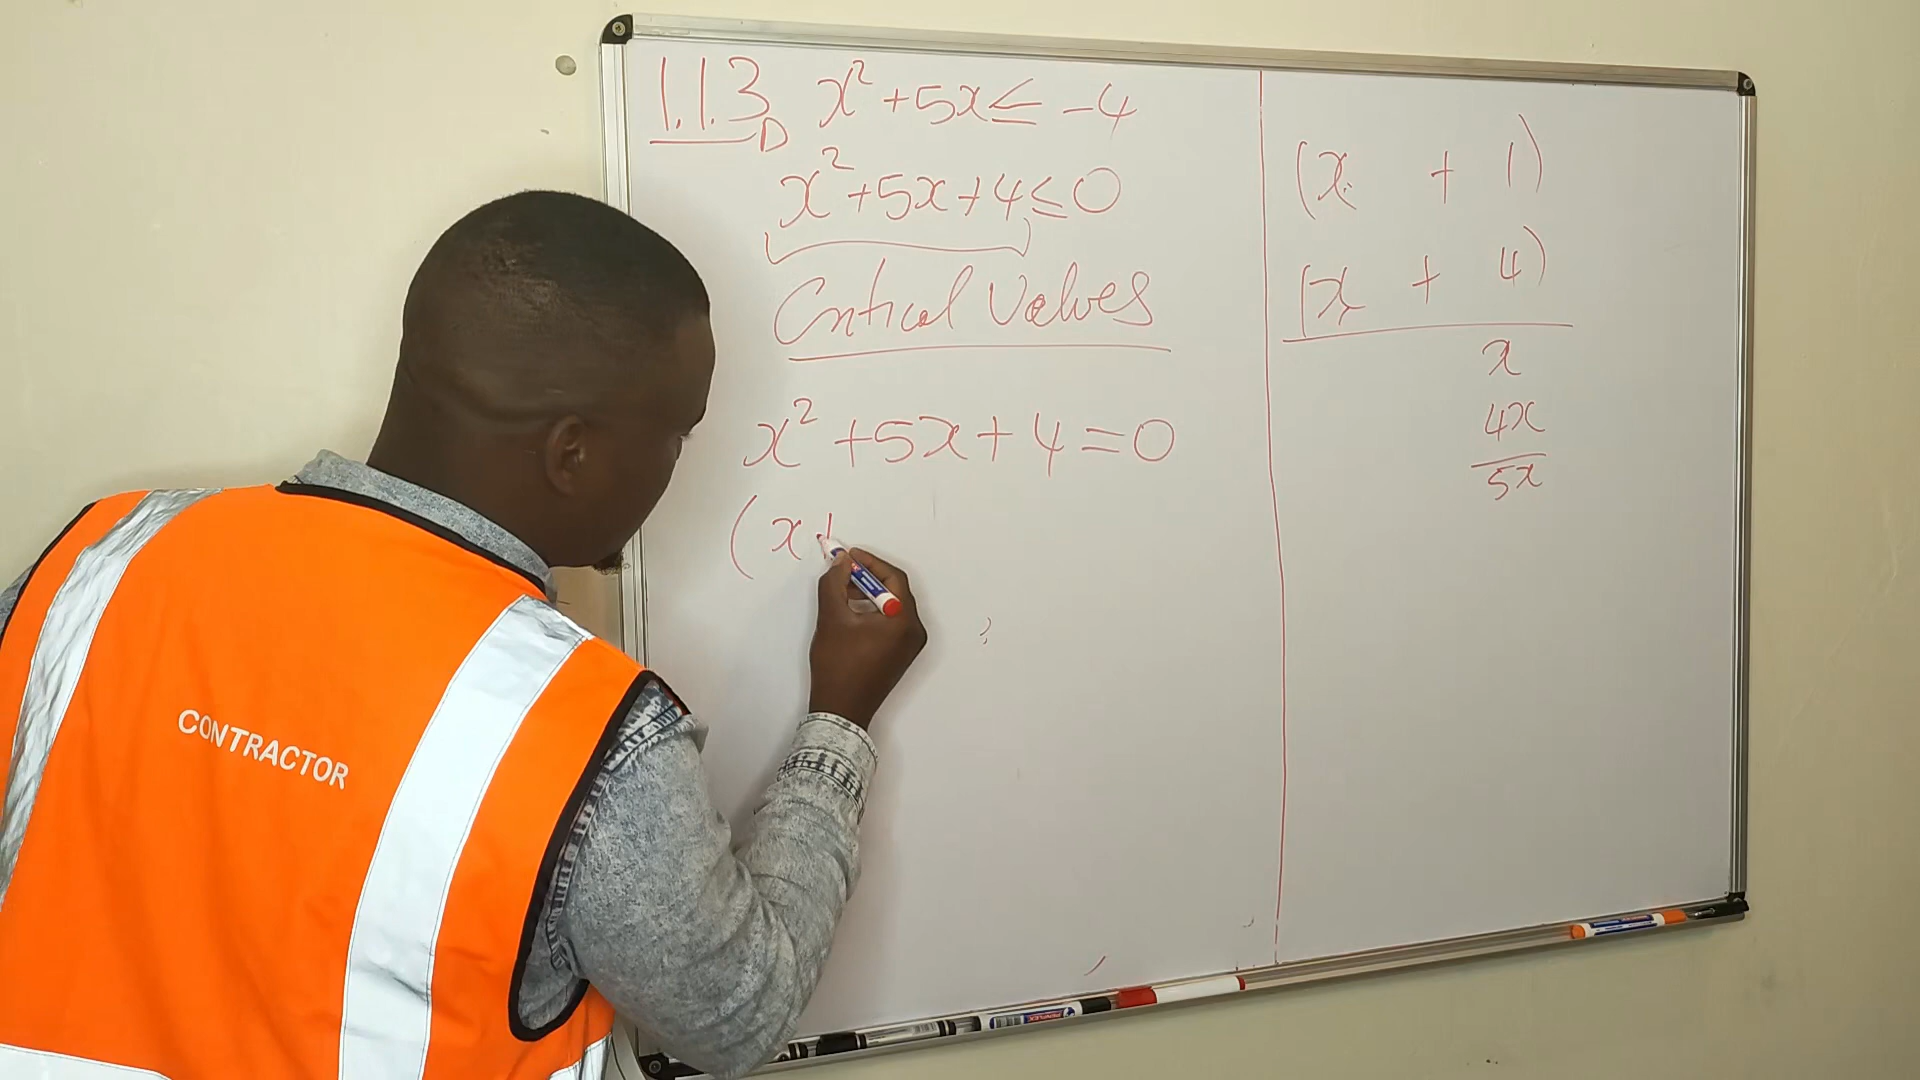 1.1.3 D x² + 5x ≤ -4
x² + 5x + 4 ≤ 0
Critical Values
x² + 5x + 4 = 0
(x +
(x + 1)
(x + 4)
x
4x
5x
CONTRACTOR